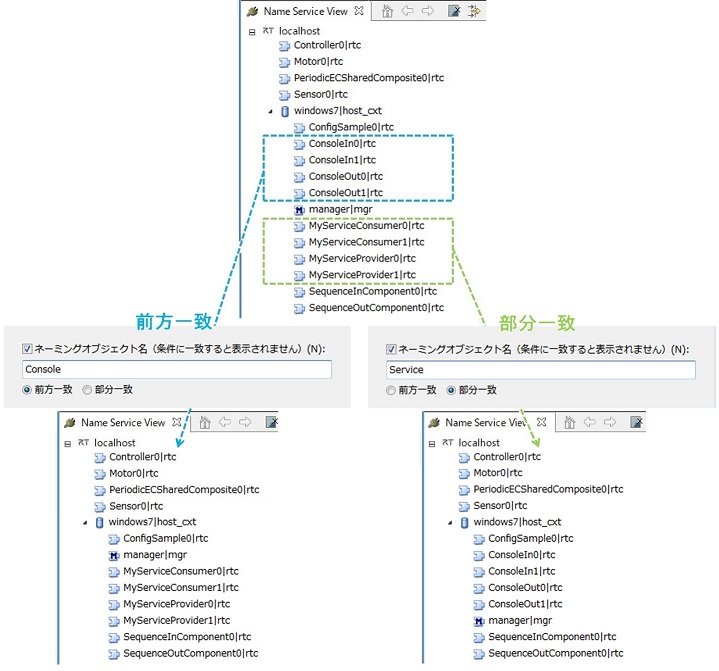 Name Service View
localhost
Controller0|rtc
Motor0|rtc
PeriodicECSharedComposite0|rtc
Sensor0|rtc
windows7|host_cxt
ConfigSample0|rtc
ConsoleIn0|rtc
ConsoleIn1|rtc
ConsoleOut0|rtc
ConsoleOut1|rtc
manager|mgr
MyServiceConsumer0|rtc
MyServiceConsumer1|rtc
MyServiceProvider0|rtc
MyServiceProvider1|rtc
SequenceInComponent0|rtc
SequenceOutComponent0|rtc
前方一致
ネーミングオブジェクト名（条件に一致すると表示されません）(N):
Console
前方一致 部分一致
Name Service View
localhost
Controller0|rtc
Motor0|rtc
PeriodicECSharedComposite0|rtc
Sensor0|rtc
windows7|host_cxt
ConfigSample0|rtc
manager|mgr
MyServiceConsumer0|rtc
MyServiceConsumer1|rtc
MyServiceProvider0|rtc
MyServiceProvider1|rtc
SequenceInComponent0|rtc
SequenceOutComponent0|rtc
部分一致
ネーミングオブジェクト名（条件に一致すると表示されません）(N):
Service
前方一致 部分一致
Name Service View
localhost
Controller0|rtc
Motor0|rtc
PeriodicECSharedComposite0|rtc
Sensor0|rtc
windows7|host_cxt
ConfigSample0|rtc
ConsoleIn0|rtc
ConsoleIn1|rtc
ConsoleOut0|rtc
ConsoleOut1|rtc
manager|mgr
SequenceInComponent0|rtc
SequenceOutComponent0|rtc